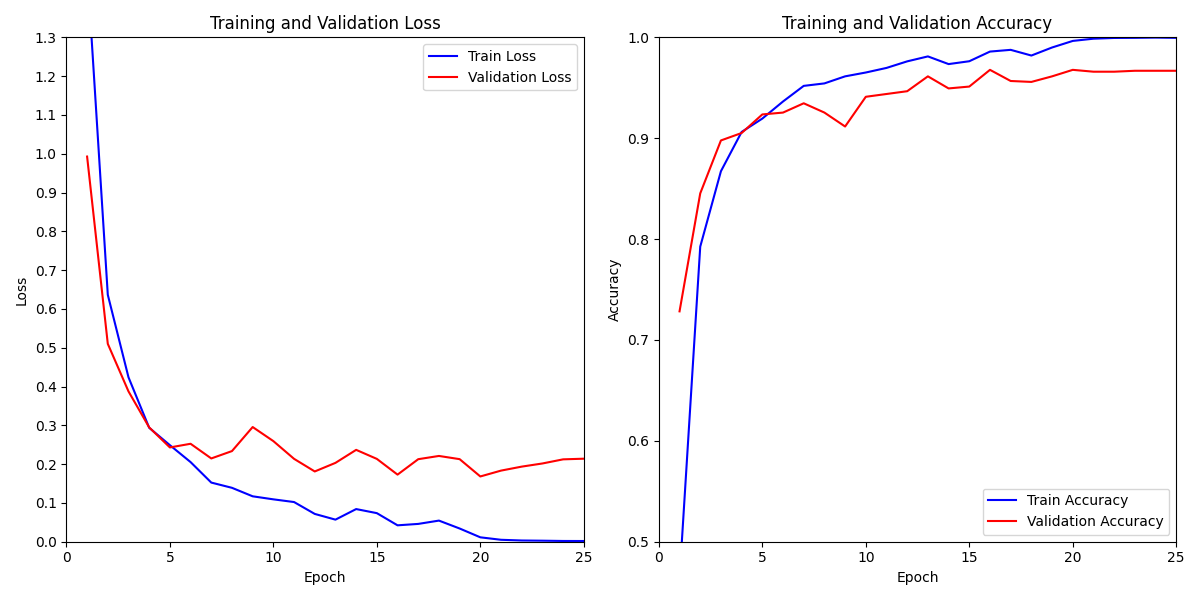 Training and Validation Loss
1.3
1.2
1.1
1.0
0.9
0.8
0.7
0.6
0.5
0.4
0.3
0.2
0.1
0.0
Loss
0 5 10 15 20 25
Epoch
Train Loss
Validation Loss
Training and Validation Accuracy
1.0
0.9
0.8
0.7
0.6
0.5
Accuracy
0 5 10 15 20 25
Epoch
Train Accuracy
Validation Accuracy